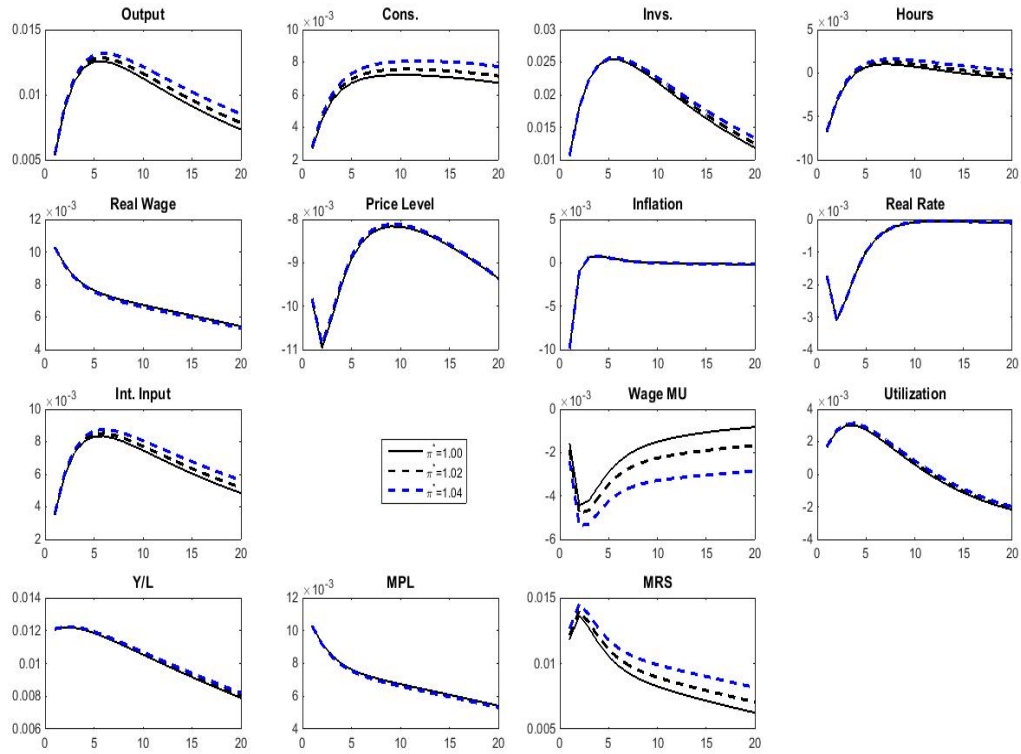 Output
0.015
0.01
0.005
0 5 10 15 20
Cons.
×10⁻³
10
8
6
4
2
0 5 10 15 20
Invs.
0.03
0.025
0.02
0.015
0.01
0 5 10 15 20
Hours
×10⁻³
5
0
-5
-10
0 5 10 15 20
Real Wage
×10⁻³
12
10
8
6
4
0 5 10 15 20
Price Level
×10⁻³
-8
-9
-10
-11
0 5 10 15 20
Inflation
×10⁻³
5
0
-5
-10
0 5 10 15 20
Real Rate
×10⁻³
0
-1
-2
-3
-4
0 5 10 15 20
Int. Input
×10⁻³
10
8
6
4
2
0 5 10 15 20
π*=1.00
π*=1.02
π*=1.04
Wage MU
×10⁻³
0
-2
-4
-6
0 5 10 15 20
Utilization
×10⁻³
4
2
0
-2
-4
0 5 10 15 20
Y/L
0.014
0.012
0.01
0.008
0.006
0 5 10 15 20
MPL
×10⁻³
12
10
8
6
4
0 5 10 15 20
MRS
0.015
0.01
0.005
0 5 10 15 20